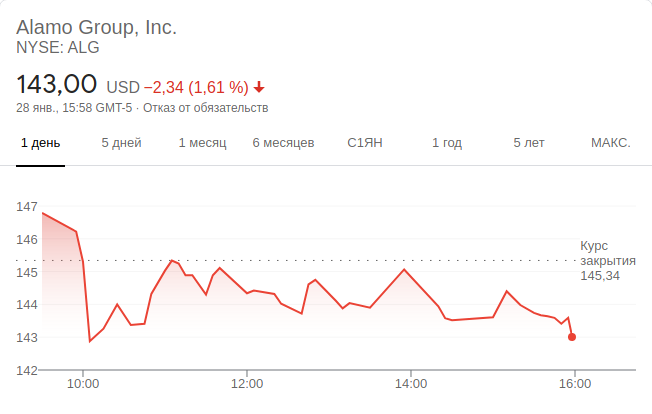 Alamo Group, Inc.
NYSE: ALG
143,00 USD −2,34 (1,61 %)
28 янв., 15:58 GMT-5 · Отказ от обязательств
1 день 5 дней 1 месяц 6 месяцев С1ЯН 1 год 5 лет МАКС.
147
146
Курс
закрытия
145,34
145
144
143
142
10:00 12:00 14:00 16:00